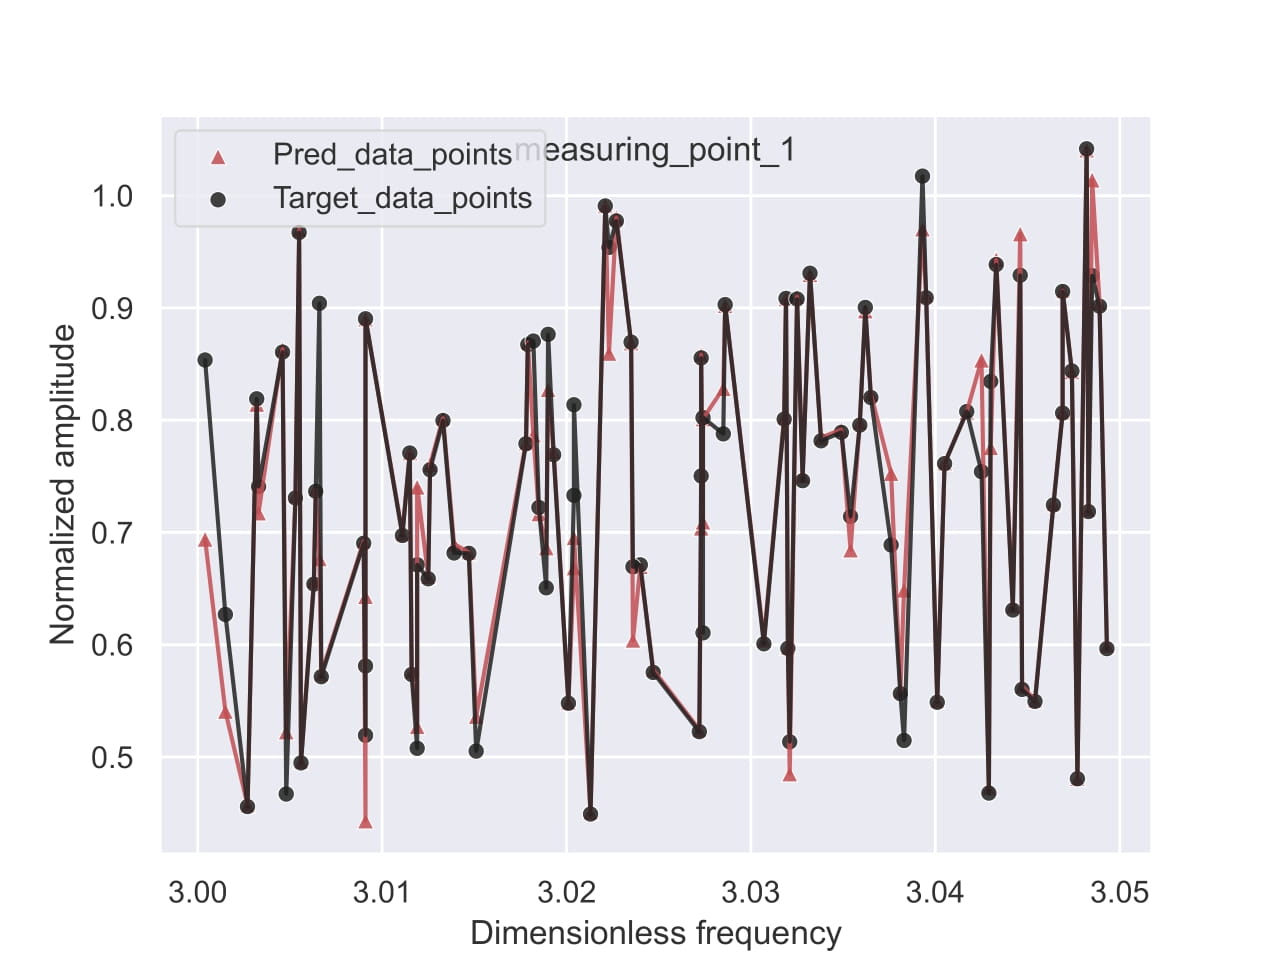 Pred_data_points
measuring_point_1
Target_data_points
1.0
0.9
0.8
0.7
0.6
0.5
Normalized amplitude
3.00 3.01 3.02 3.03 3.04 3.05
Dimensionless frequency